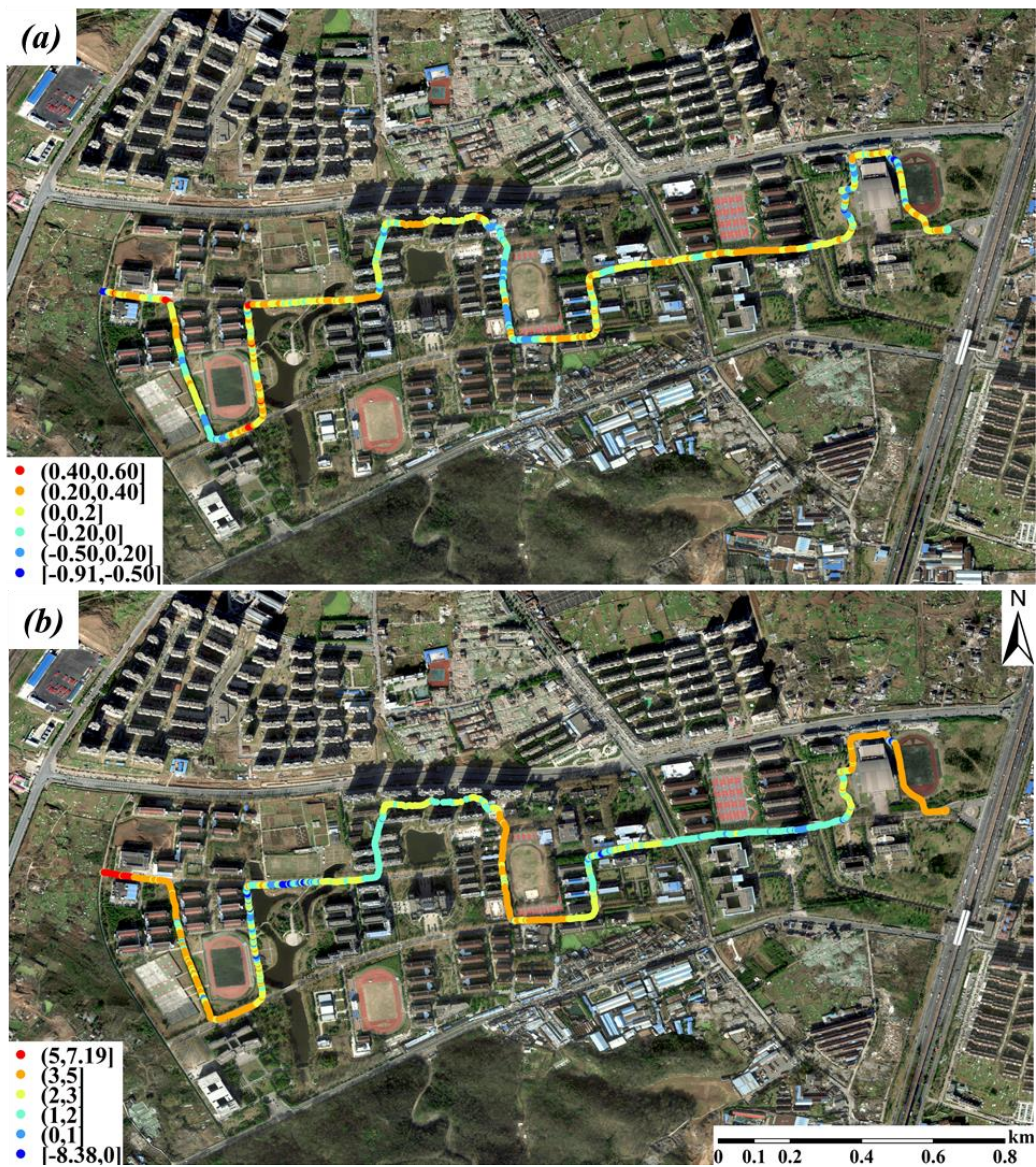 (a)
(0.40,0.60]
(0.20,0.40]
(0,0.2]
(-0.20,0]
(-0.50,0.20]
[-0.91,-0.50]
(b)
N
(5,7.19]
(3,5]
(2,3]
(1,2]
(0,1]
[-8.38,0]
km
0 0.1 0.2 0.4 0.6 0.8